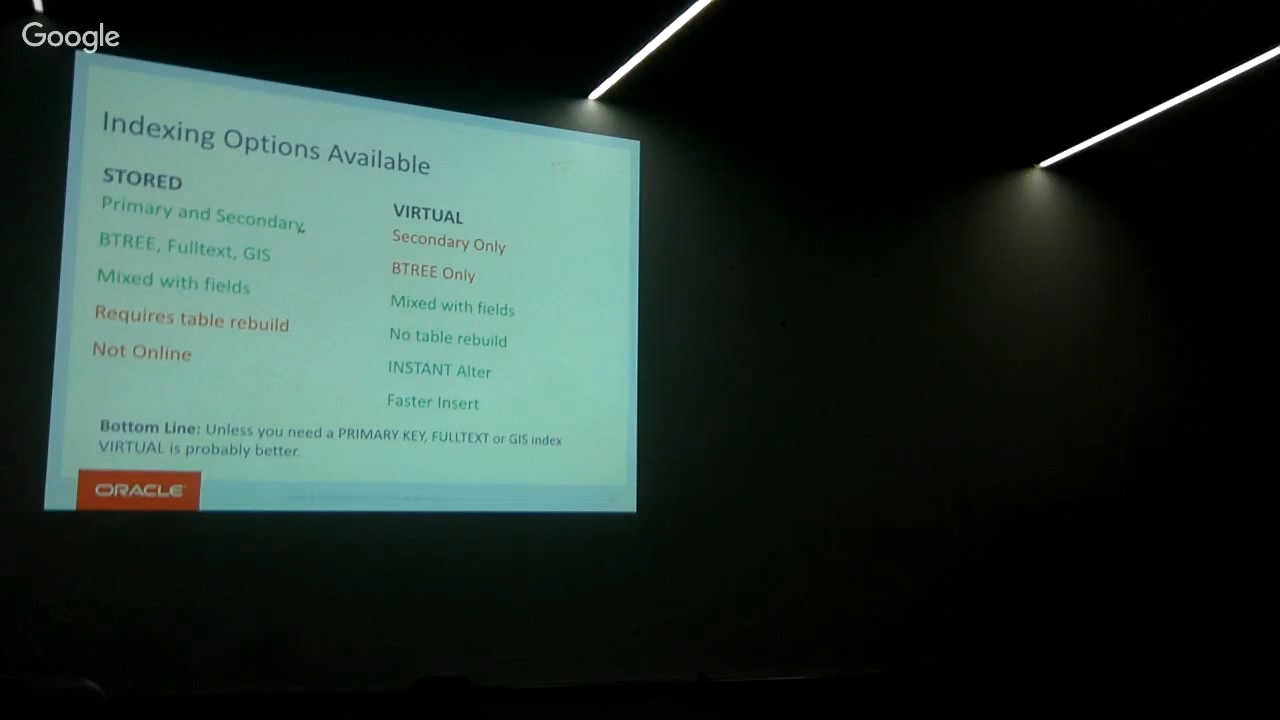 Google
Indexing Options Available
STORED
Primary and Secondary
BTREE, Fulltext, GIS
Mixed with fields
Requires table rebuild
Not Online
VIRTUAL
Secondary Only
BTREE Only
Mixed with fields
No table rebuild
INSTANT Alter
Faster Insert
Bottom Line: Unless you need a PRIMARY KEY, FULLTEXT or GIS index
VIRTUAL is probably better.
ORACLE